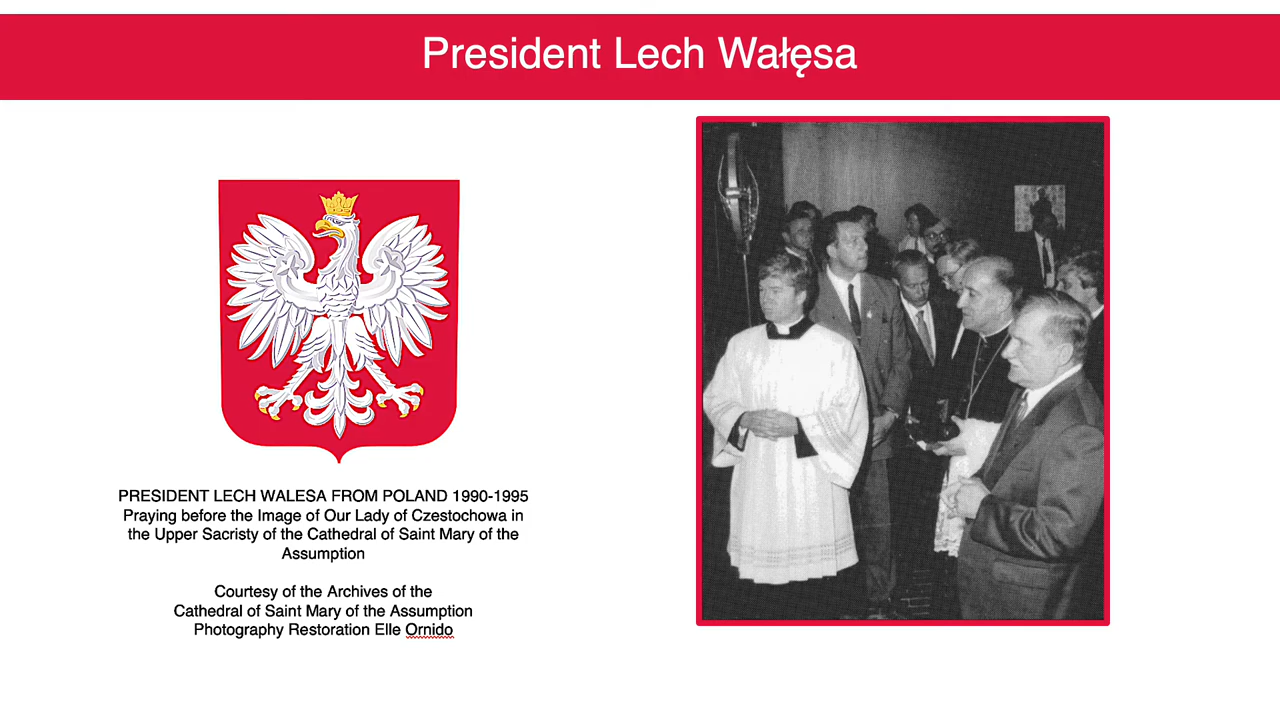 President Lech Wałęsa
PRESIDENT LECH WALESA FROM POLAND 1990-1995
Praying before the Image of Our Lady of Czestochowa in
the Upper Sacristy of the Cathedral of Saint Mary of the
Assumption
Courtesy of the Archives of the
Cathedral of Saint Mary of the Assumption
Photography Restoration Elle Ornido